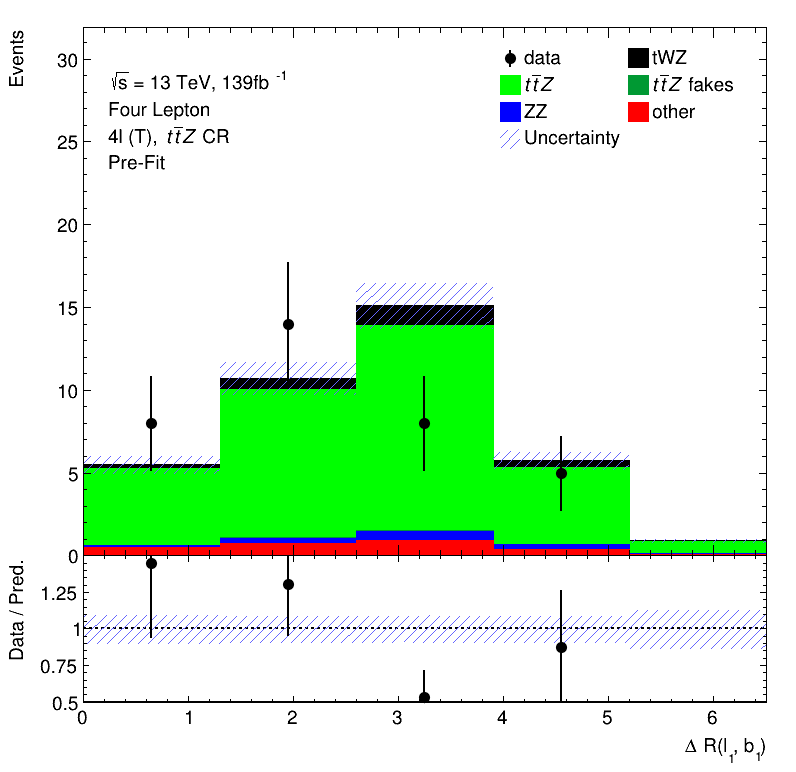 Events
30
25
20
15
10
5
0
√s = 13 TeV, 139fb⁻¹
Four Lepton
4l (T), tt̄Z CR
Pre-Fit
data
tWZ
tt̄Z
tt̄Z fakes
ZZ
other
Uncertainty
Data / Pred.
1.25
1
0.75
0.5
0 1 2 3 4 5 6
Δ R(l₁, b₁)